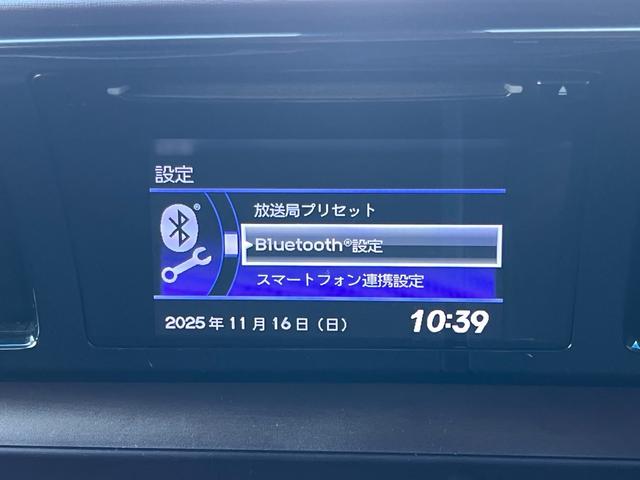 設定
放送局プリセット
Bluetooth®設定
スマートフォン連携設定
2025年11月16日（日） 10:39